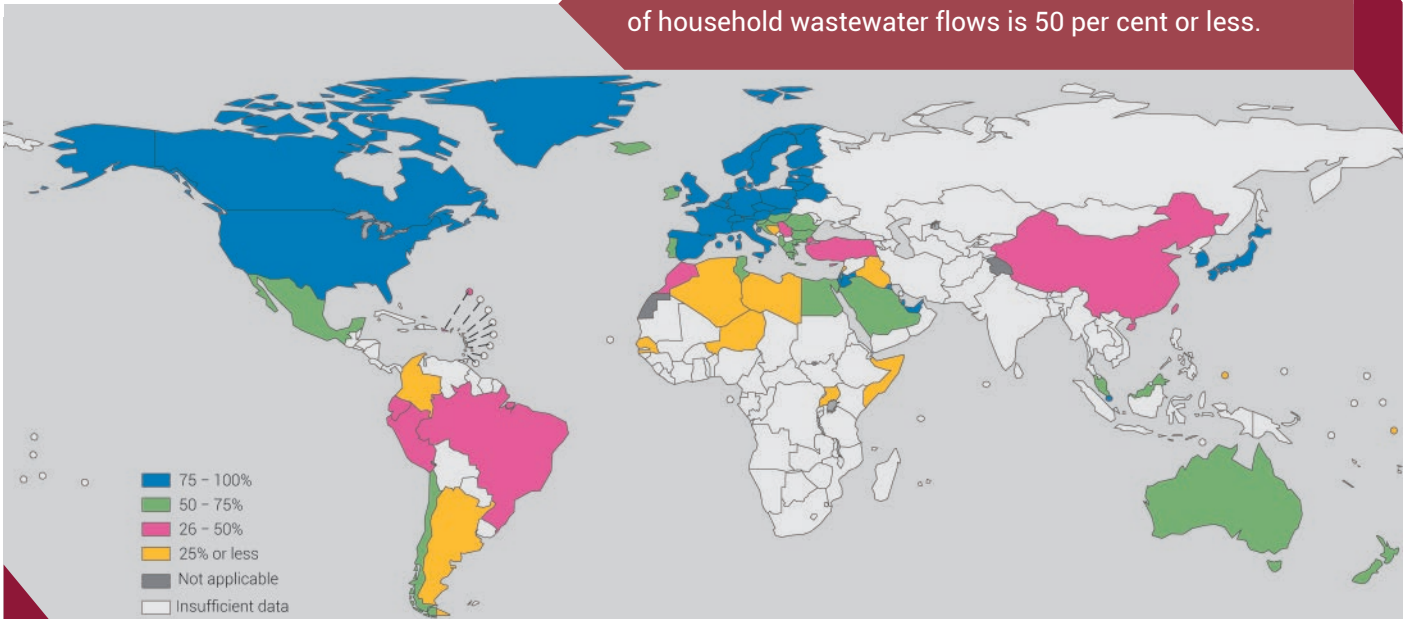 of household wastewater flows is 50 per cent or less.
75 – 100%
50 – 75%
26 – 50%
25% or less
Not applicable
Insufficient data